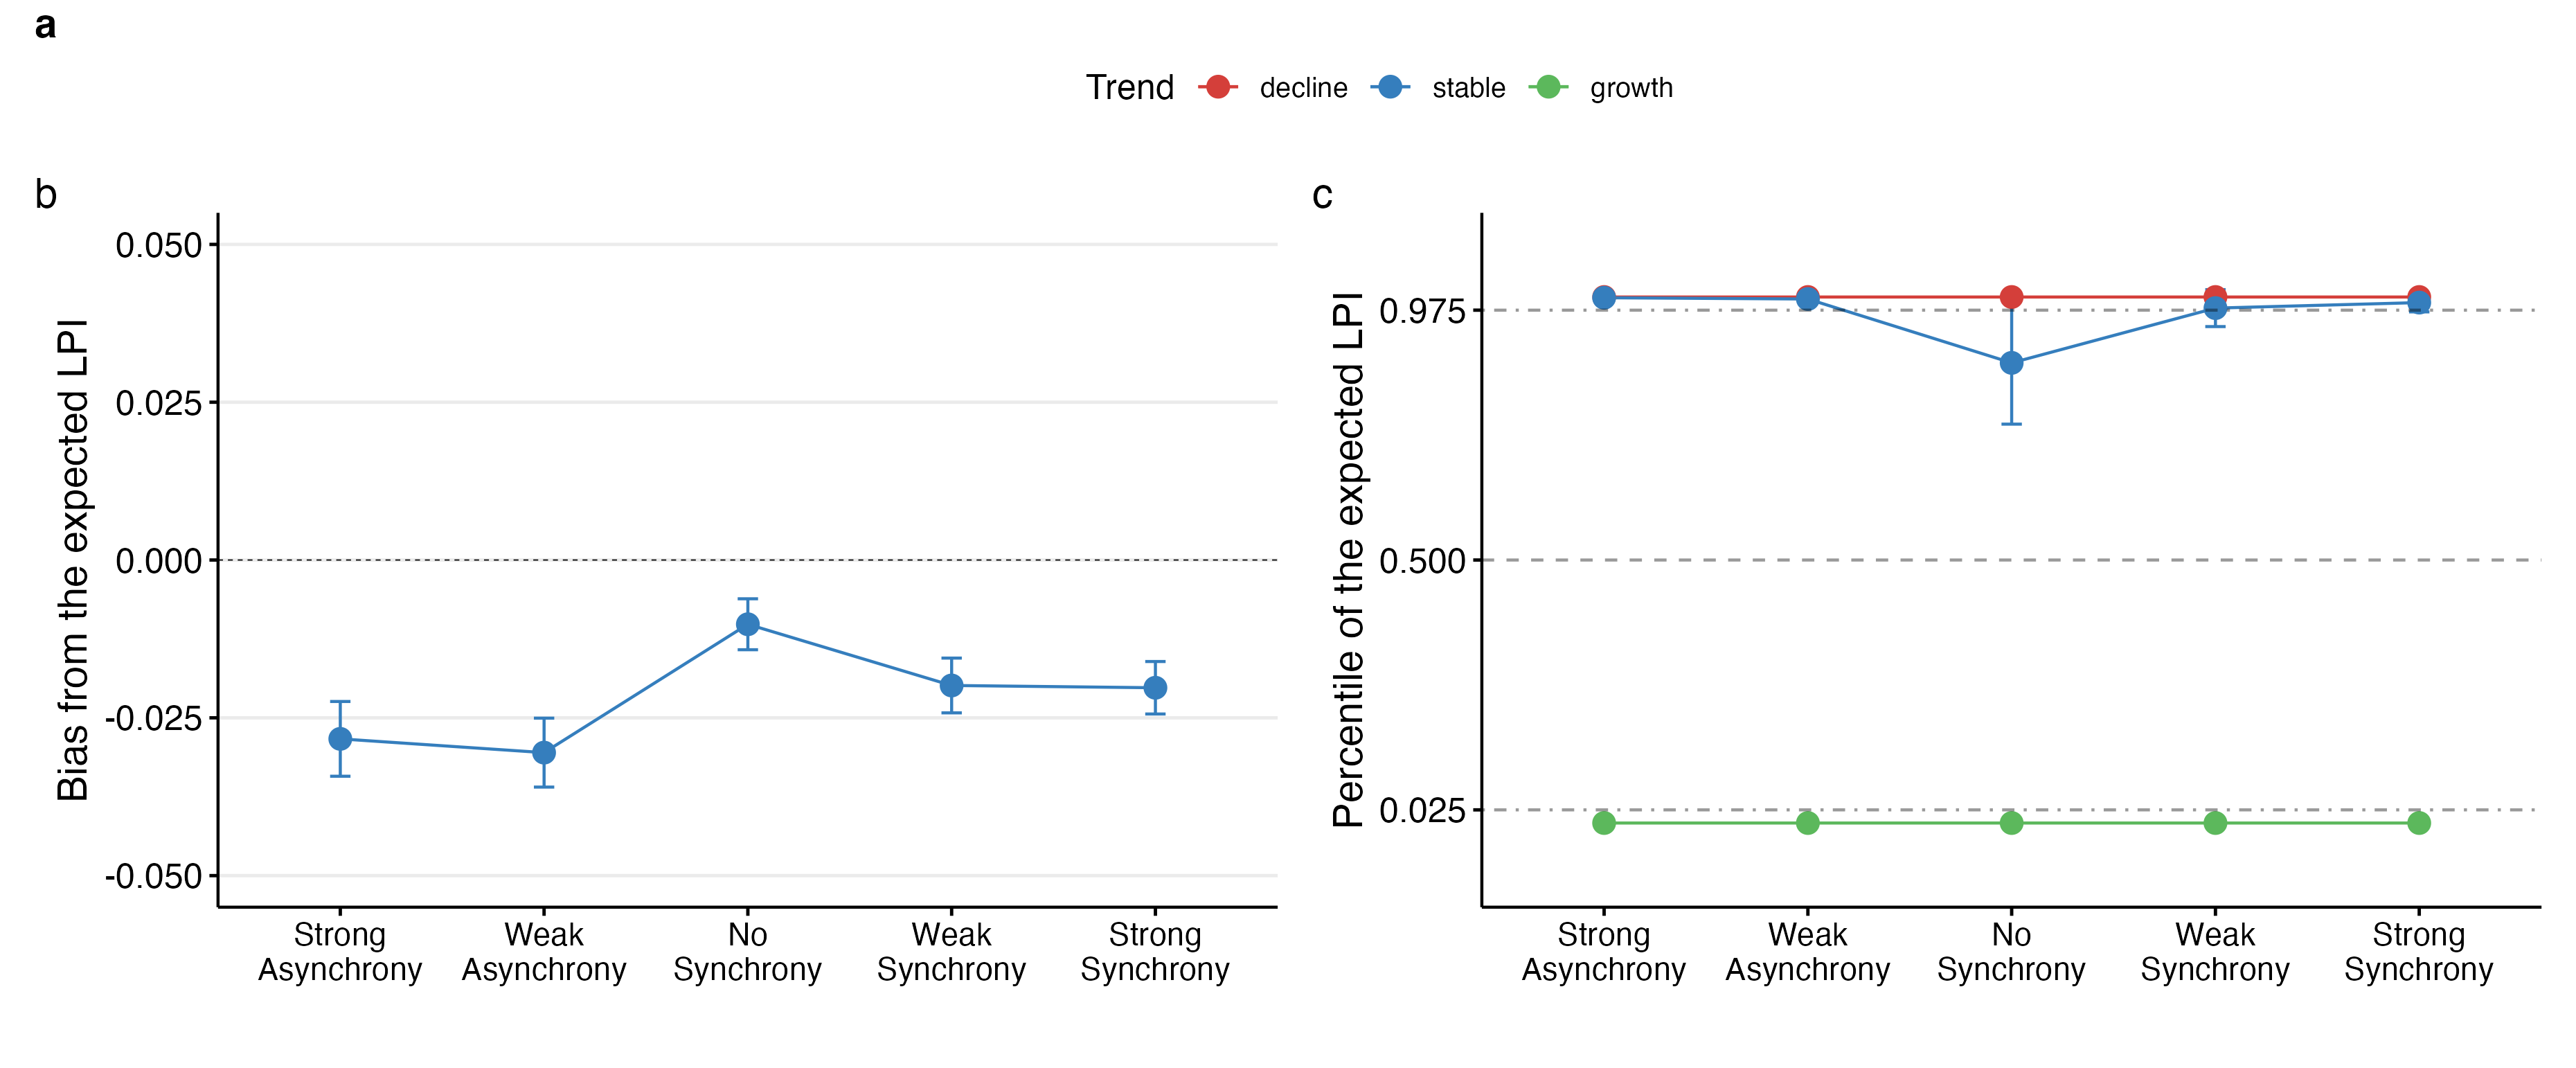 a
Trend decline stable growth
b
Bias from the expected LPI
0.050
0.025
0.000
-0.025
-0.050
Strong Asynchrony
Weak Asynchrony
No Synchrony
Weak Synchrony
Strong Synchrony
c
Percentile of the expected LPI
0.975
0.500
0.025
Strong Asynchrony
Weak Asynchrony
No Synchrony
Weak Synchrony
Strong Synchrony